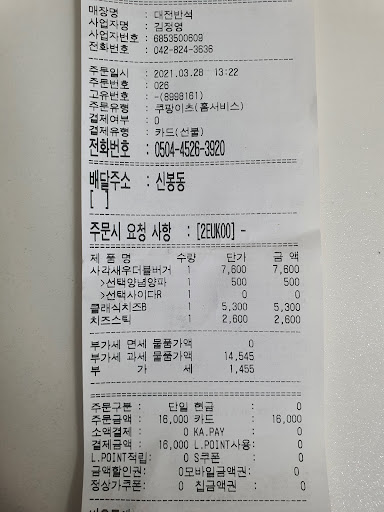 매장명 : 대전반석
사업자명 : 김정영
사업자번호 : 6853500609
전화번호 : 042-824-3636
주문일시 : 2021.03.28 13:22
주문번호 : 026
고유번호 : -(8998161)
주문유형 : 쿠팡이츠(홈서비스)
결제여부 : 0
결제유형 : 카드(선불)
전화번호 : 0504-4526-3920
배달주소 : 신봉동
[ ]
주문시 요청 사항 : [2EUK00] -
제 품 명 수량 단가 금 액
사각새우더블버거 1 7,600 7,600
>선택양념양파 1 500 500
>선택사이다R 1 0 0
클래식치즈B 1 5,300 5,300
치즈스틱 1 2,600 2,600
부가세 면세 물품가액 0
부가세 과세 물품가액 14,545
부 가 세 1,455
주문구분 : 단일 현금 : 0
주문금액 : 16,000 카드 : 16,000
소액결제 : 0 KA.PAY : 0
결제금액 : 16,000 L.POINT사용: 0
L.POINT적립: 0 S쿠폰 : 0
금액할인권: 0 모바일금액권: 0
정상가쿠폰: 0 칩금액권 : 0